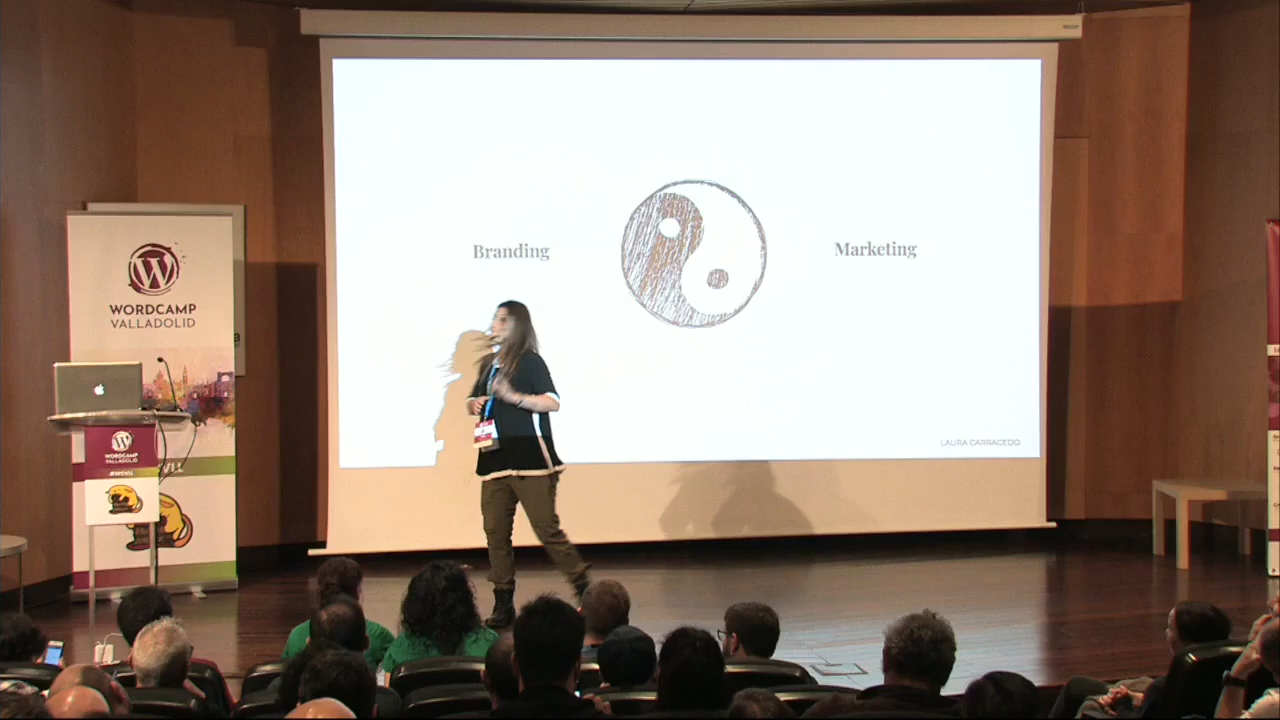 Branding
Marketing
LAURA CARRACEDO
WORDCAMP
VALLADOLID
WORDCAMP
VALLADOLID
#WCVLL